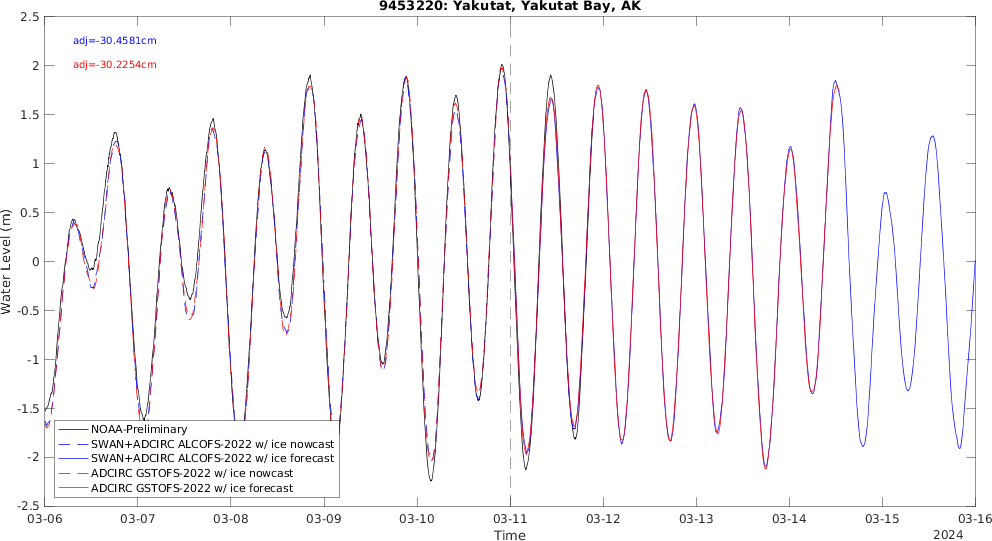 9453220: Yakutat, Yakutat Bay, AK
2.5
2
1.5
1
0.5
0
-0.5
-1
-1.5
-2
-2.5
Water Level (m)
adj=-30.4581cm
adj=-30.2254cm
NOAA-Preliminary
SWAN+ADCIRC ALCOFS-2022 w/ ice nowcast
SWAN+ADCIRC ALCOFS-2022 w/ ice forecast
ADCIRC GSTOFS-2022 w/ ice nowcast
ADCIRC GSTOFS-2022 w/ ice forecast
03-06 03-07 03-08 03-09 03-10 03-11 03-12 03-13 03-14 03-15 03-16
Time
2024